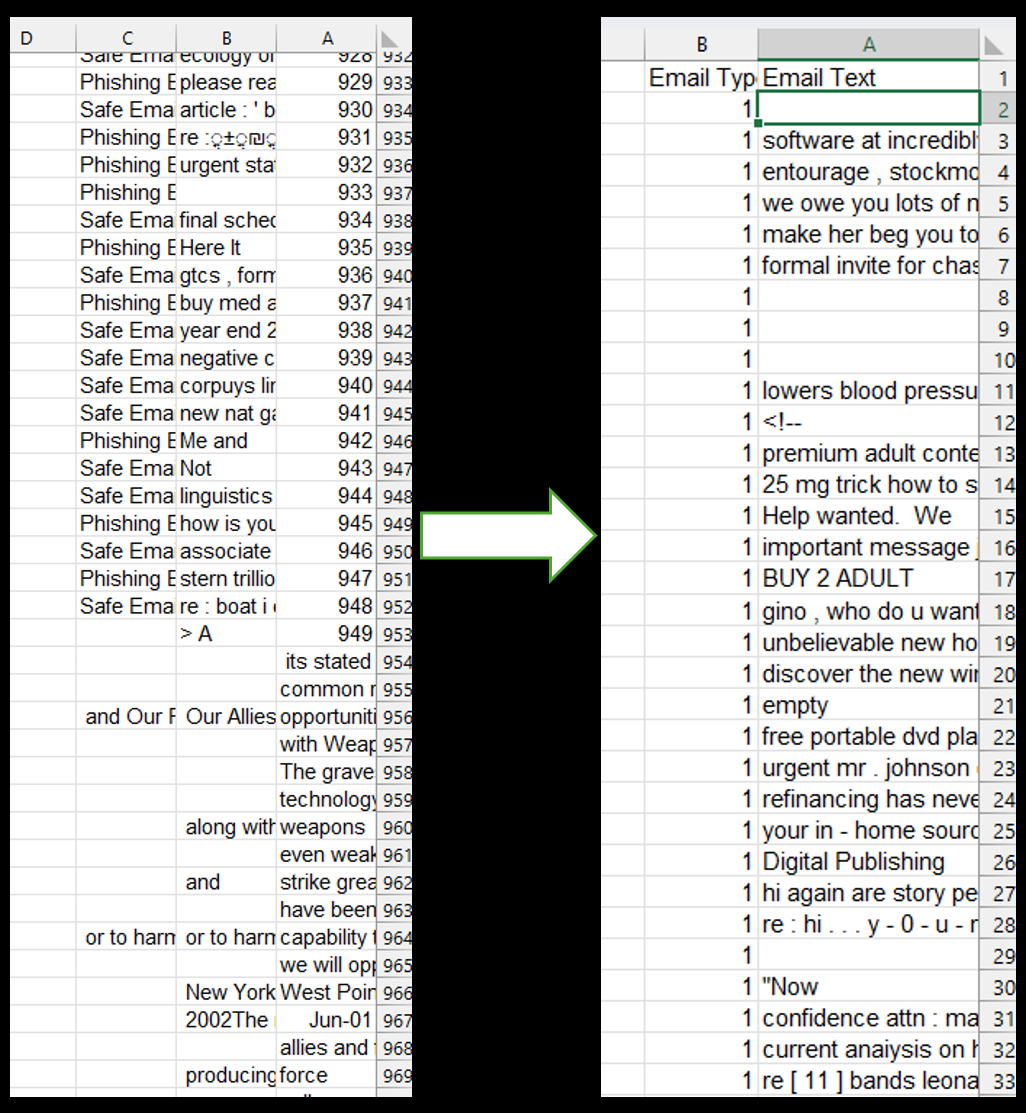 D C B A
Safe Ema ecology of 928 932
Phishing E please rea 929 933
Safe Ema article : ' b 930 934
Phishing E re : 931 935
Phishing E urgent sta 932 936
Phishing E 933 937
Safe Ema final sched 934 938
Phishing E Here It 935 939
Safe Ema gtcs , form 936 940
Phishing E buy med a 937 941
Safe Ema year end 2 938 942
Safe Ema negative c 939 943
Safe Ema corpuys lin 940 944
Safe Ema new nat ga 941 945
Phishing E Me and 942 946
Safe Ema Not 943 947
Safe Ema linguistics 944 948
Phishing E how is you 945 949
Safe Ema associate 946 950
Phishing E stern trillio 947 951
Safe Ema re : boat i 948 952
> A 949 953
its stated 954
common 955
and Our F Our Allies opportuniti 956
with Weap 957
The grave 958
technology 959
along with weapons 960
even weak 961
and strike grea 962
have been 963
or to harm or to harm capability t 964
we will opp 965
New York West Poin 966
2002The Jun-01 967
allies and 968
producing force 969
B A
Email Typ Email Text 1
1 2
1 software at incredibl 3
1 entourage , stockmo 4
1 we owe you lots of m 5
1 make her beg you to 6
1 formal invite for chas 7
1 8
1 9
1 10
1 lowers blood pressu 11
1 <!-- 12
1 premium adult conte 13
1 25 mg trick how to s 14
1 Help wanted. We 15
1 important message 16
1 BUY 2 ADULT 17
1 gino , who do u want 18
1 unbelievable new ho 19
1 discover the new win 20
1 empty 21
1 free portable dvd pla 22
1 urgent mr . johnson 23
1 refinancing has neve 24
1 your in - home sourc 25
1 Digital Publishing 26
1 hi again are story pe 27
1 re : hi . . . y - 0 - u - r 28
1 29
1 "Now 30
1 confidence attn : ma 31
1 current anaiysis on h 32
1 re [ 11 ] bands leona 33